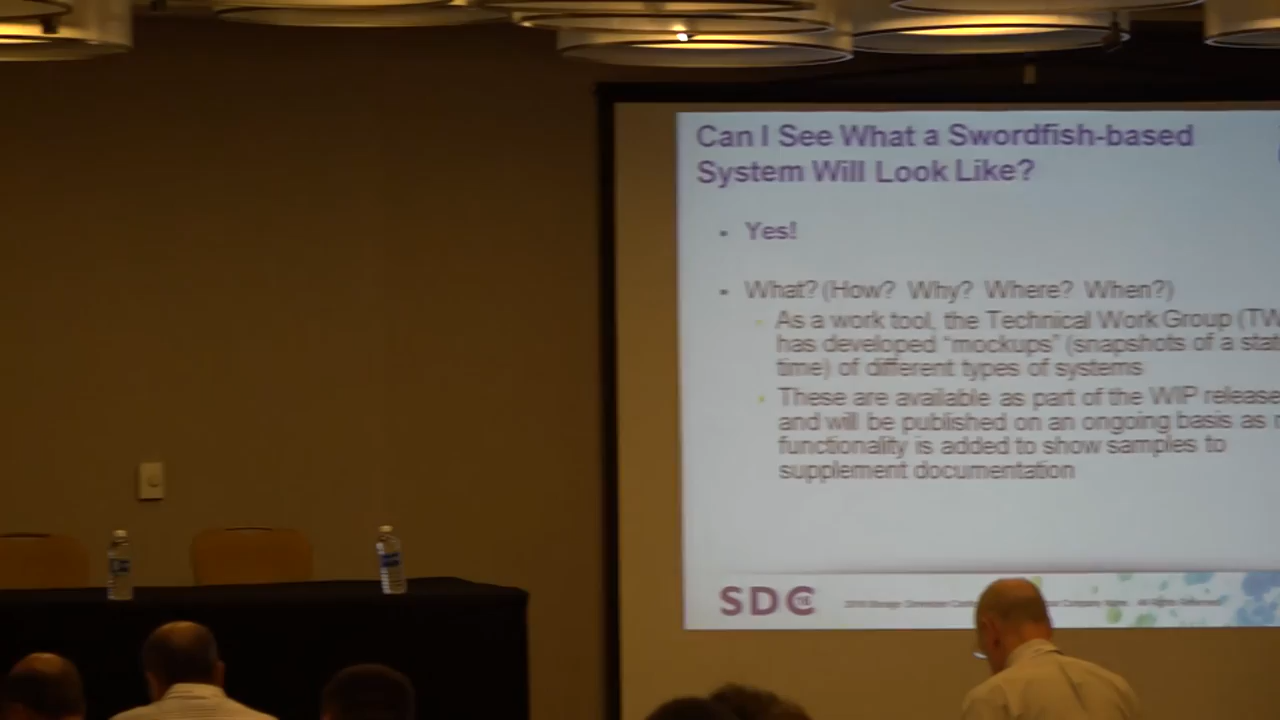 Can I See What a Swordfish-based
System Will Look Like?
Yes!
What? (How? Why? Where? When?)
As a work tool, the Technical Work Group (TW
has developed "mockups" (snapshots of a stat
time) of different types of systems
These are available as part of the WIP release
and will be published on an ongoing basis as
functionality is added to show samples to
supplement documentation
SDC